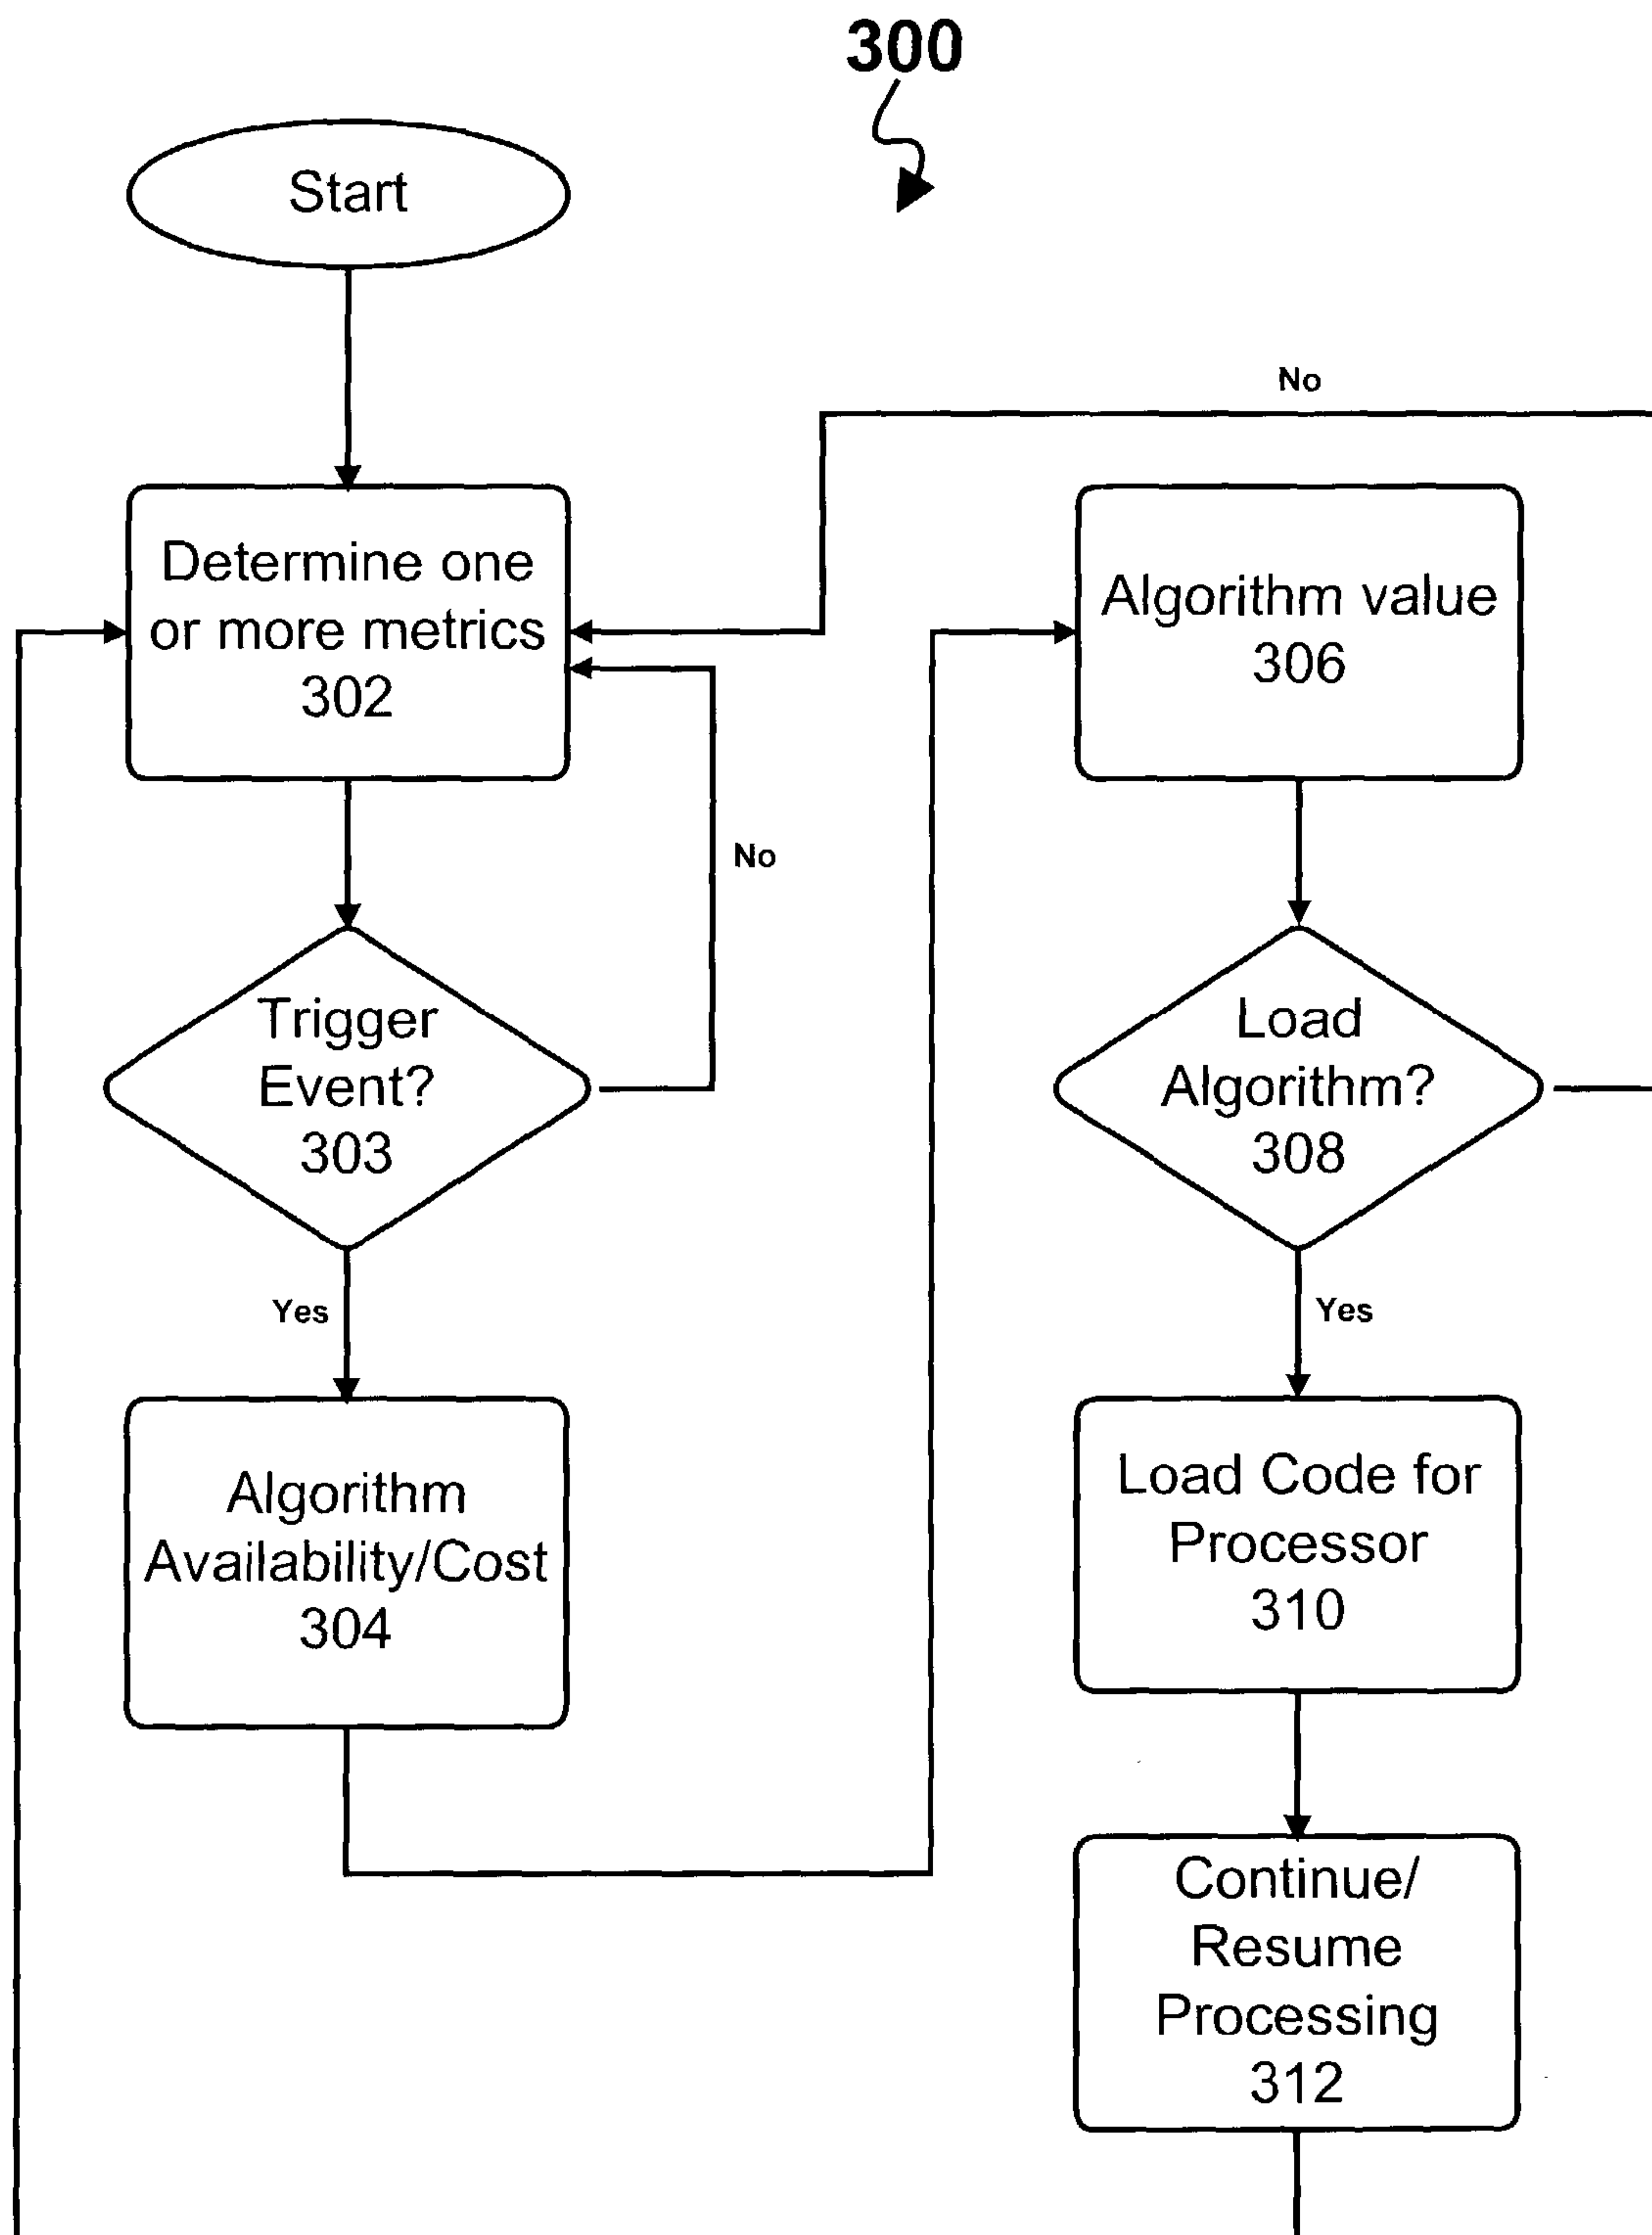 300
Start
Determine one
or more metrics
302
No
Trigger
Event?
303
Yes
Algorithm
Availability/Cost
304
No
Algorithm value
306
Load
Algorithm?
308
Yes
Load Code for
Processor
310
Continue/
Resume
Processing
312